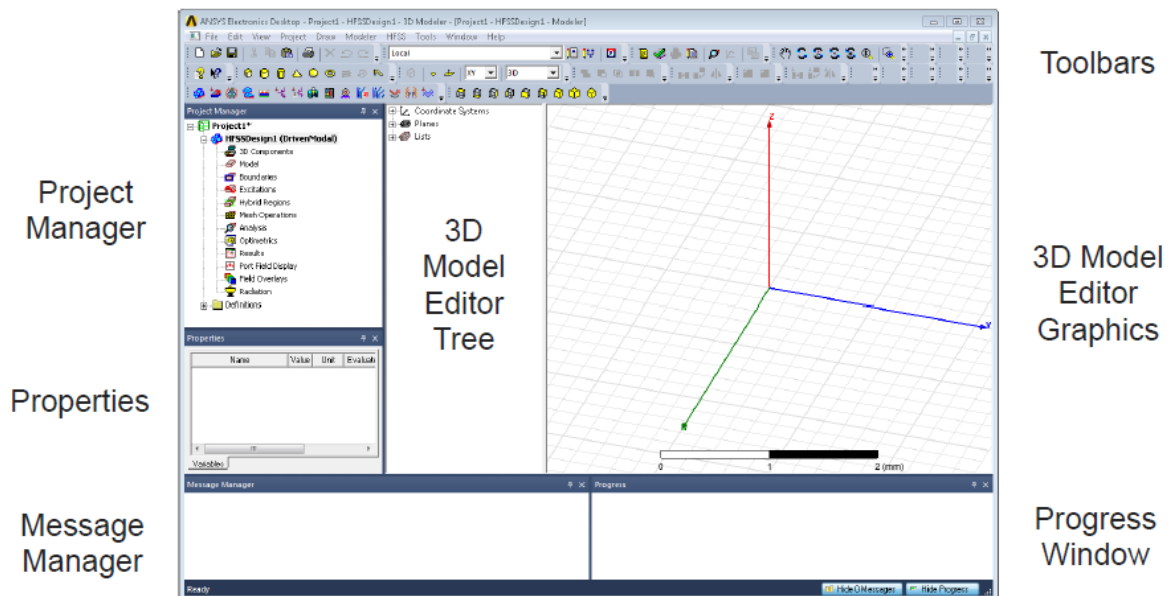 ANSYS Electronics Desktop - Project1 - HFSSDesign1 - 3D Modeler - [Project1 - HFSSDesign1 - Modeler]
File Edit View Project Draw Modeler HFSS Tools Window Help
Local
XY 3D
Toolbars
Project Manager
Project1*
HFSSDesign1 (DrivenModal)
3D Components
Model
Boundaries
Excitations
Hybrid Regions
Mesh Operations
Analysis
Optimetrics
Results
Port Field Display
Field Overlays
Radiation
Definitions
Coordinate Systems
Planes
Lists
Project
Manager
3D
Model
Editor
Tree
Z
Y
0 1 2 (mm)
3D Model
Editor
Graphics
Properties
Name Value Unit Evaluat
Variables
Properties
Message Manager
Progress
Message
Manager
Progress
Window
Ready
Hide 0 Messages Hide Progress